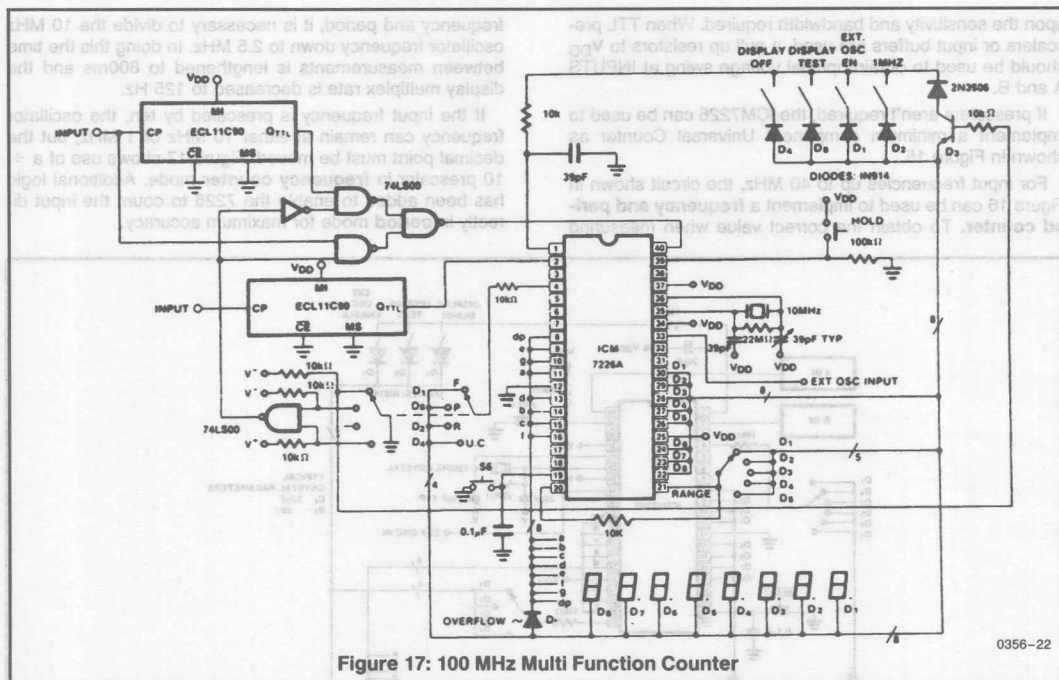 upon the sensitivity and bandwidth required. When TTL pre-
scalers or input buffers up resistors to VDD
should be used to voltage swing at INPUTS
A and B.
If pres aren't required, the ICM7226 can be used to
implement a minimum component Universal Counter as
shown in Figure 15.
For input frequencies up to 40 MHz, the circuit shown in
Figure 16 can be used to implement a frequency and peri-
od counter. To obtain the correct value when measuring
frequency and period, it is necessary to divide the 10 MHz
oscillator frequency down to 2.5 MHz. In doing this the time
between measurements is lengthened to 800ms and the
display multiplex rate is decreased to 125 Hz.
If the input frequency is prescaled by ten, the oscillator
frequency can remain at either 10 MHz or 1 MHz, but the
decimal point must be moved. Figure 17 shows use of a ÷
10 prescaler in frequency counter mode. Additional logic
has been added to enable the 7226 to count the input di-
rectly in period mode for maximum accuracy.
VDD
MI
INPUT
CP ECL11C90 QTTL
74LS00
VDD
MI
INPUT
CP ECL11C90 QTTL
CE MS
10k
39pF
EXT.
DISPLAY DISPLAY OSC
OFF TEST EN 1MHZ
D4 D8 D1 D2
DIODES: IN914
2N3906
10kΩ
D3
VDD
HOLD
100kΩ
10kΩ
ICM
7226A
1
2
3
4
5
6
7
8
9
10
11
12
13
14
15
16
17
18
19
20
40
39
38
37
36
35
34
33
32
31
30
29
28
27
26
25
24
23
22
21
dp
e
g
a
d
b
c
f
VDD
VDD
10MHz
22MΩ
39pF
39pF TYP
VDD VDD
EXT OSC INPUT
8
8
VDD
RANGE
D1
D2
D3
D4
D5
5
V-
10kΩ
V-
10kΩ
74LS00
V-
10kΩ
D1 F
P
R
D4 U.C.
4
S6
0.1µF
10K
8
a
b
c
d
e
f
g
dp
OVERFLOW
D8 D7 D6 D5 D4 D3 D2 D1
8
0356-22
Figure 17: 100 MHz Multi Function Counter